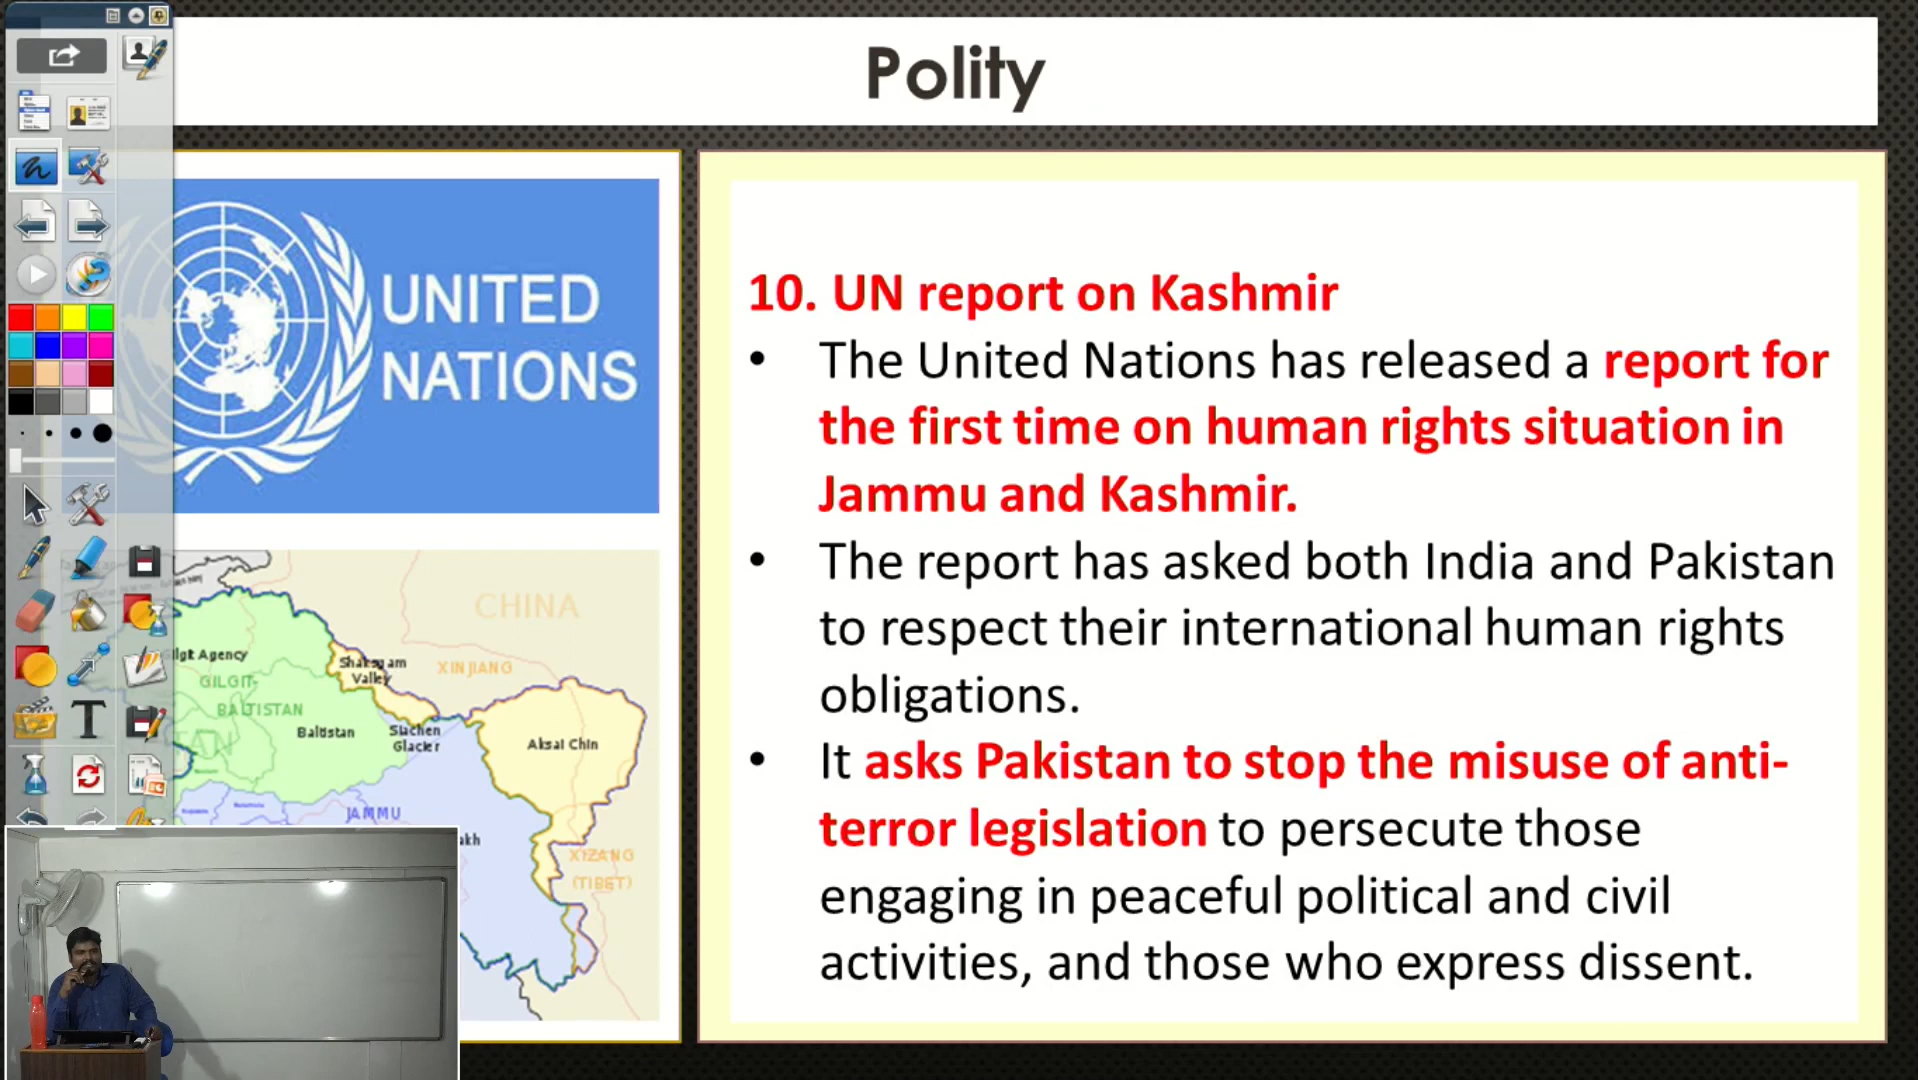 Polity
UNITED
NATIONS
10. UN report on Kashmir
• The United Nations has released a report for
the first time on human rights situation in
Jammu and Kashmir.
• The report has asked both India and Pakistan
to respect their international human rights
obligations.
• It asks Pakistan to stop the misuse of anti-
terror legislation to persecute those
engaging in peaceful political and civil
activities, and those who express dissent.
CHINA
Gilgit Agency
Shaksgam
Valley
XINJIANG
GILGIT-
BALTISTAN
Baltistan
Siachen
Glacier
Aksai Chin
JAMMU
XIZANG
(TIBET)
T